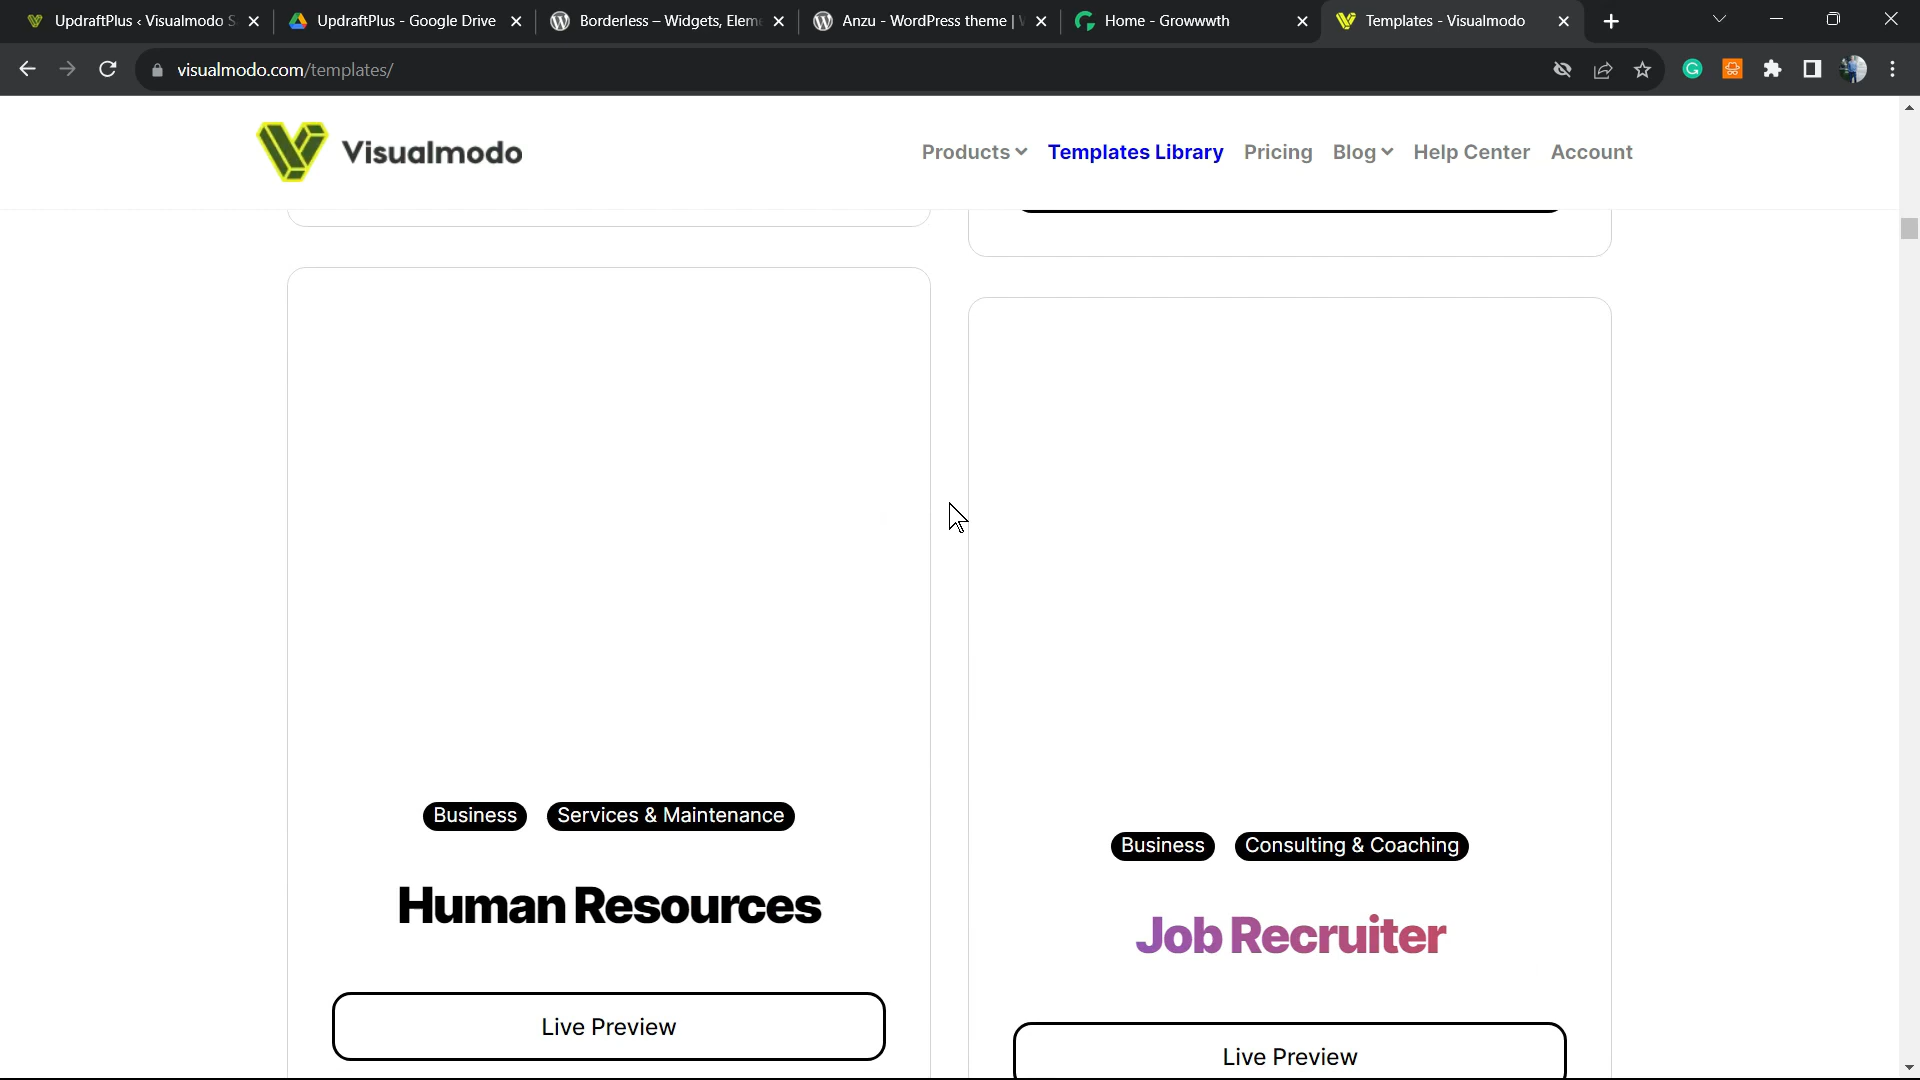 UpdraftPlus ‹ Visualmodo S
UpdraftPlus - Google Drive
Borderless – Widgets, Elem
Anzu - WordPress theme |
Home - Growwwth
Templates - Visualmodo
visualmodo.com/templates/
Visualmodo
Products
Templates Library
Pricing
Blog
Help Center
Account
Business
Services & Maintenance
Human Resources
Live Preview
Business
Consulting & Coaching
Job Recruiter
Live Preview